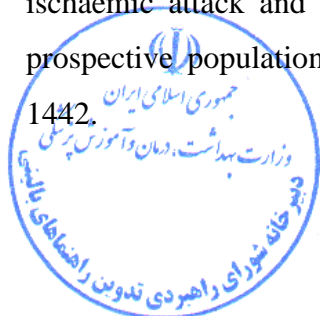 ischaemic attack and
prospective population
1442.
جمهوری اسلامی ایران
وزارت بهداشت، درمان و آموزش پزشکی
دبیرخانه شورای راهبردی تدوین راهنماهای بالینی